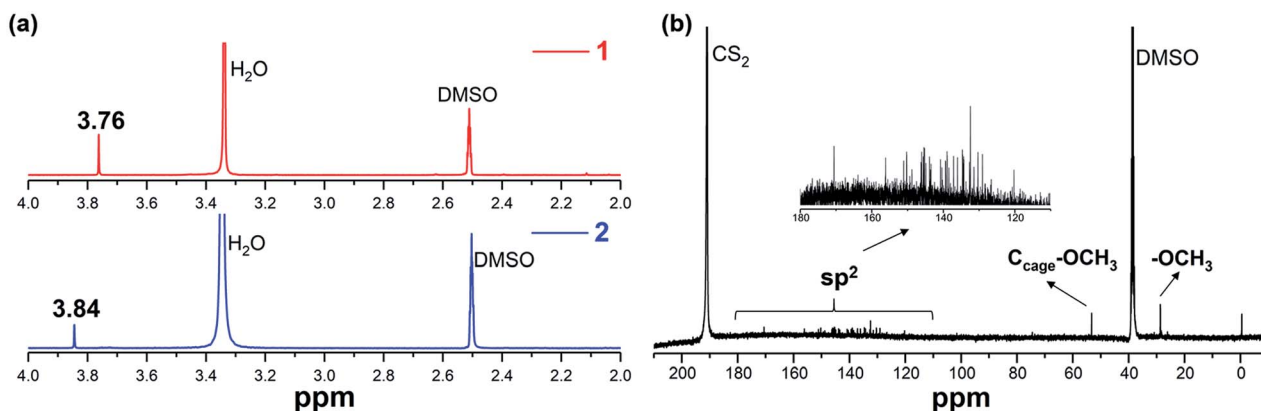 (a)
1
H₂O
3.76
DMSO
4.0 3.8 3.6 3.4 3.2 3.0 2.8 2.6 2.4 2.2 2.0
2
H₂O
DMSO
3.84
4.0 3.8 3.6 3.4 3.2 3.0 2.8 2.6 2.4 2.2 2.0
ppm
(b)
CS₂
DMSO
180 160 140 120
C_cage-OCH₃ -OCH₃
sp²
200 180 160 140 120 100 80 60 40 20 0
ppm